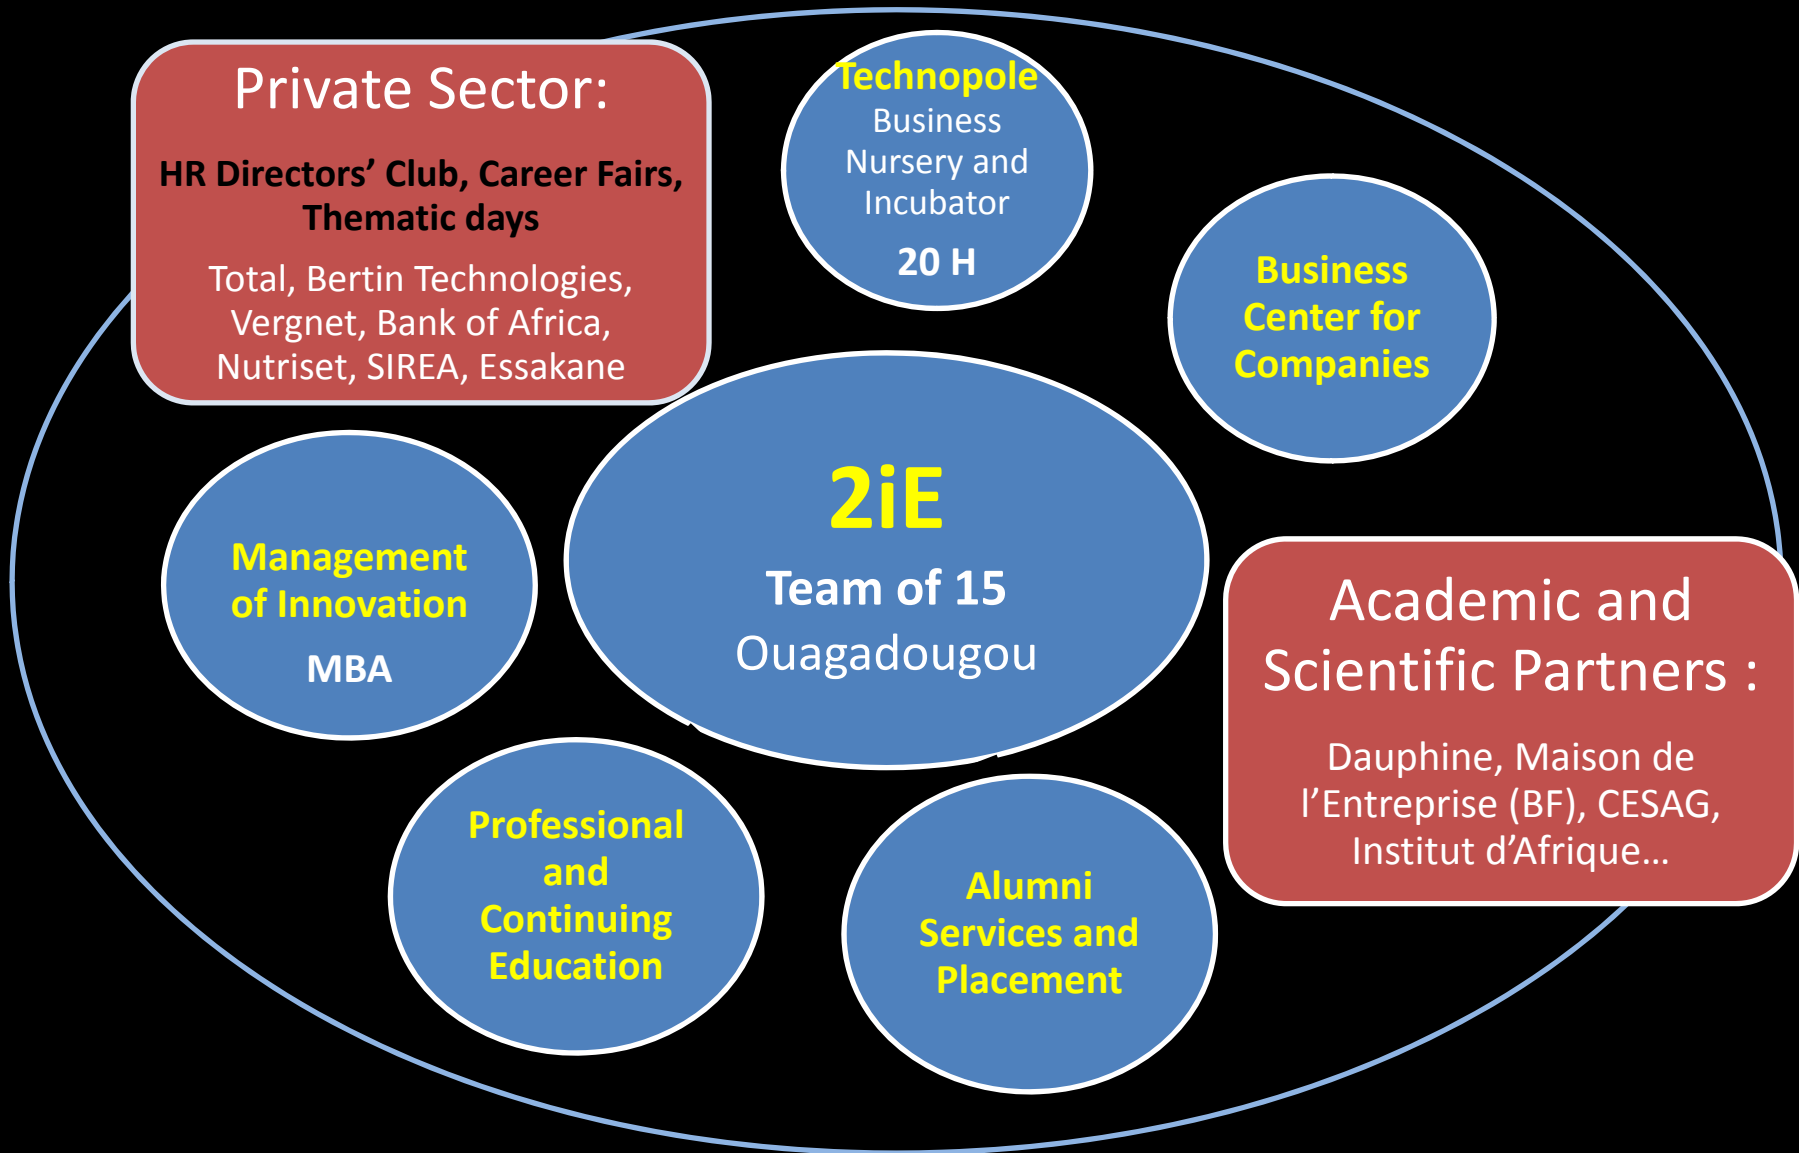 Private Sector:
HR Directors’ Club, Career Fairs,
Thematic days
Total, Bertin Technologies,
Vergnet, Bank of Africa,
Nutriset, SIREA, Essakane
Technopole
Business
Nursery and
Incubator
20 H
Business
Center for
Companies
2iE
Team of 15
Ouagadougou
Management
of Innovation
MBA
Academic and
Scientific Partners :
Dauphine, Maison de
l’Entreprise (BF), CESAG,
Institut d’Afrique…
Professional
and
Continuing
Education
Alumni
Services and
Placement